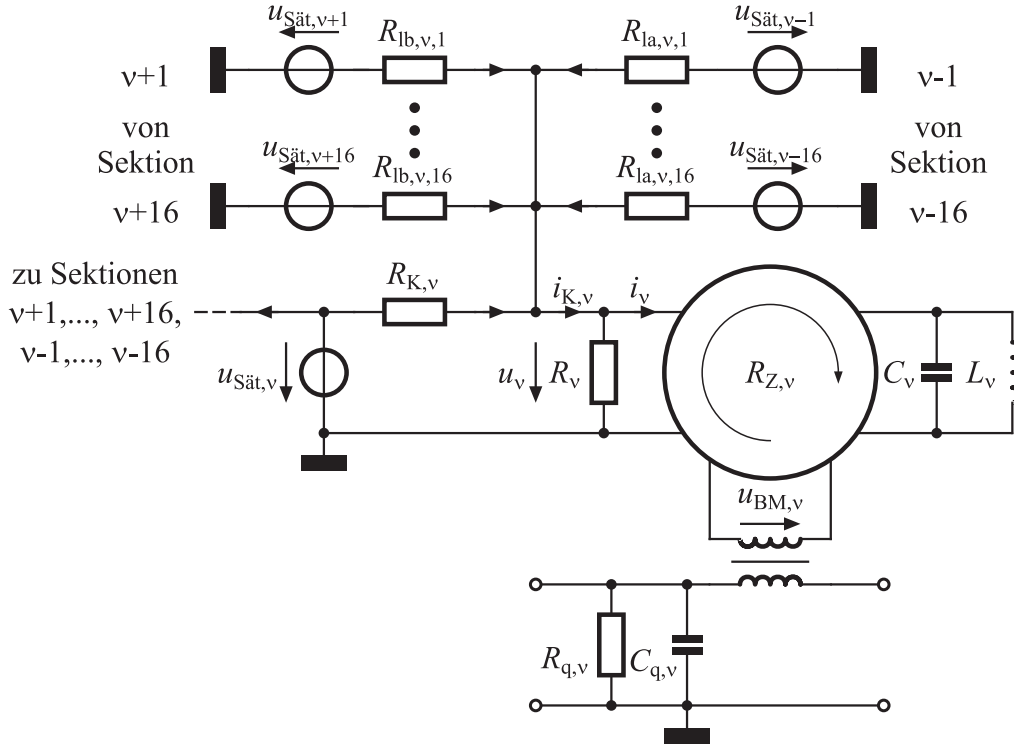 u_Sät,ν+1
R_lb,ν,1
R_la,ν,1
u_Sät,ν−1
ν+1
ν-1
von
Sektion
von
Sektion
u_Sät,ν+16
R_lb,ν,16
R_la,ν,16
u_Sät,ν−16
ν+16
ν-16
zu Sektionen
ν+1,..., ν+16,
ν-1,..., ν-16
R_K,ν
i_K,ν
i_ν
u_Sät,ν
u_ν
R_ν
R_Z,ν
C_ν
L_ν
u_BM,ν
R_q,ν
C_q,ν